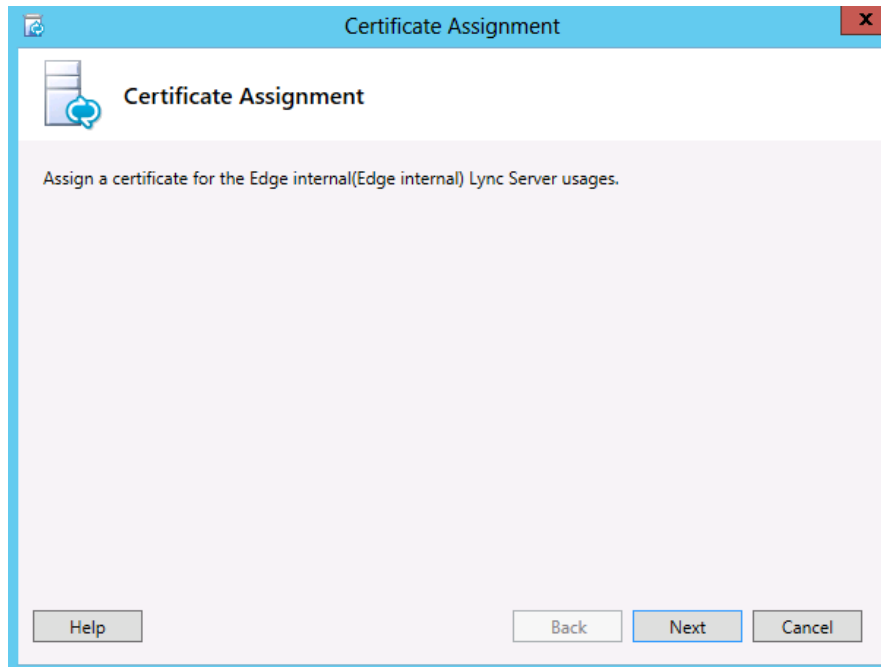 Certificate Assignment
x
Certificate Assignment
Assign a certificate for the Edge internal(Edge internal) Lync Server usages.
Help
Back
Next
Cancel